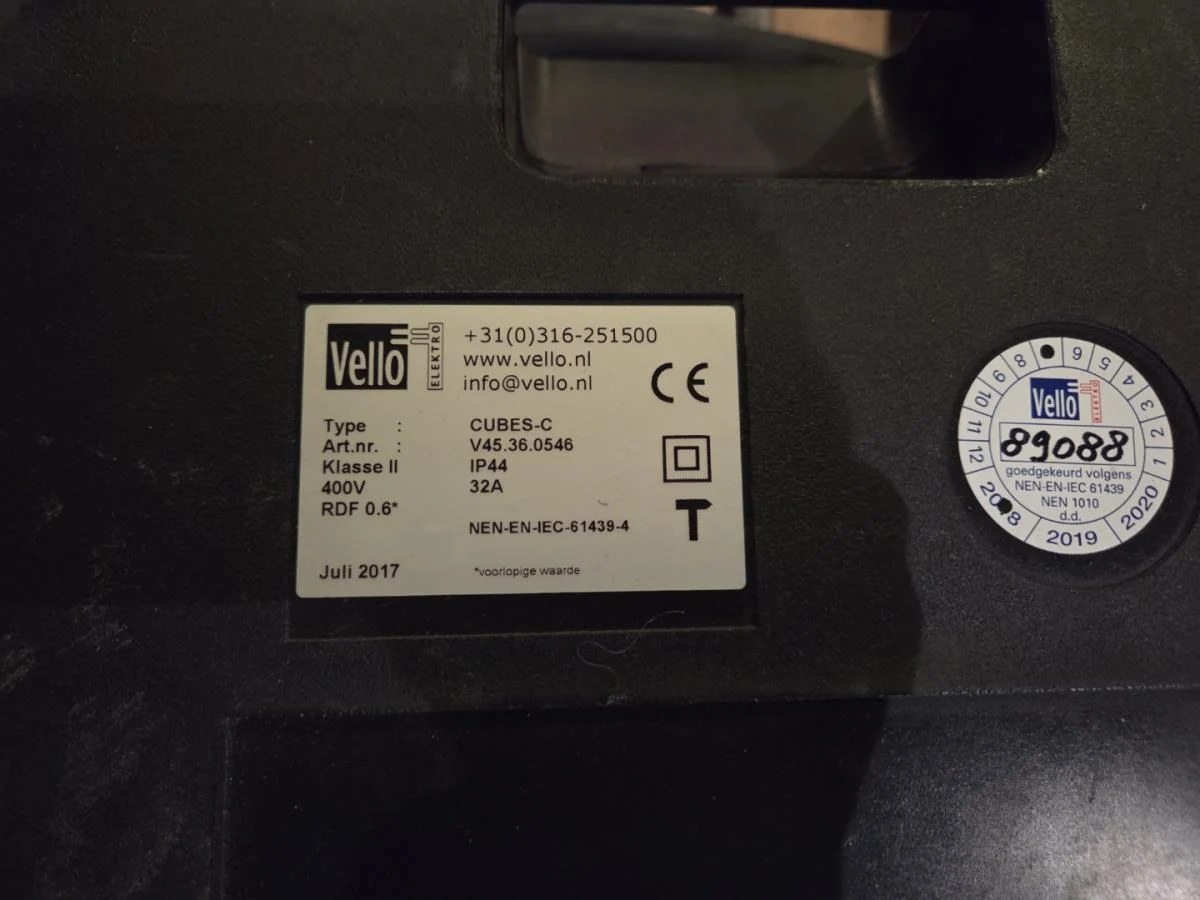 Vello
ELEKTRO
+31(0)316-251500
www.vello.nl
info@vello.nl
CE
Type : CUBES-C
Art.nr. : V45.36.0546
Klasse II IP44
400V 32A
RDF 0.6*
NEN-EN-IEC-61439-4
Juli 2017 *voorlopige waarde
T
1 2 3 4 5 6 8 9 10 11 12
2018 2019 2020
Vello
ELEKTRO
89088
goedgekeurd volgens
NEN-EN-IEC 61439
NEN 1010
d.d.